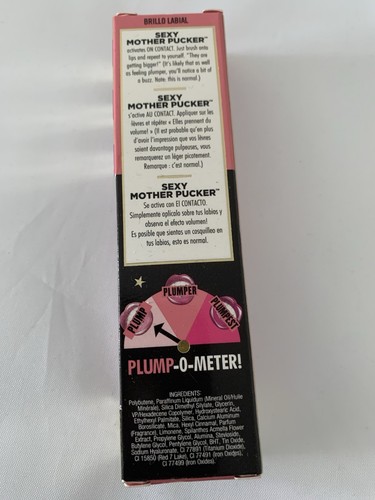 BRILLO LABIAL
SEXY
MOTHER PUCKER™
activates ON CONTACT. Just brush onto
lips and repeat to yourself. "They are
getting bigger!" (It's likely that as well
as feeling plumper, you'll notice a bit of
a buzz. Note: this is normal.)
SEXY
MOTHER PUCKER™
s'active AU CONTACT. Appliquer sur les
lèvres et répéter « Elles prennent du
volume! » (Il est probable qu'en plus
d'avoir l'impression que vos lèvres
soient davantage pulpeuses, vous
remarquerez un léger picotement.
Remarque : c'est normal.)
SEXY
MOTHER PUCKER™
Se activa con El CONTACTO.
Simplemente aplícalo sobre tus labios y
observa el efecto volumen!
Es posible que sientas un cosquilleo en
tus labios, esto es normal.
PLUMP
PLUMPER
PLUMPEST
PLUMP-O-METER!
INGREDIENTS:
Polybutene, Paraffinum Liquidum (Mineral Oil/Huile
Minérale), Silica Dimethyl Silylate, Glycerin,
VP/Hexadecene Copolymer, Hydroxystearic Acid,
Ethylhexyl Palmitate, Silica, Calcium Aluminum
Borosilicate, Mica, Hexyl Cinnamal, Parfum
(Fragrance), Limonene, Spilanthes Acmella Flower
Extract, Propylene Glycol, Alumina, Stevioside,
Butylene Glycol, Pentylene Glycol, BHT, Tin Oxide,
Sodium Hyaluronate, CI 77891 (Titanium Dioxide),
CI 15850 (Red 7 Lake), CI 77491 (Iron Oxides),
CI 77499 (Iron Oxides).